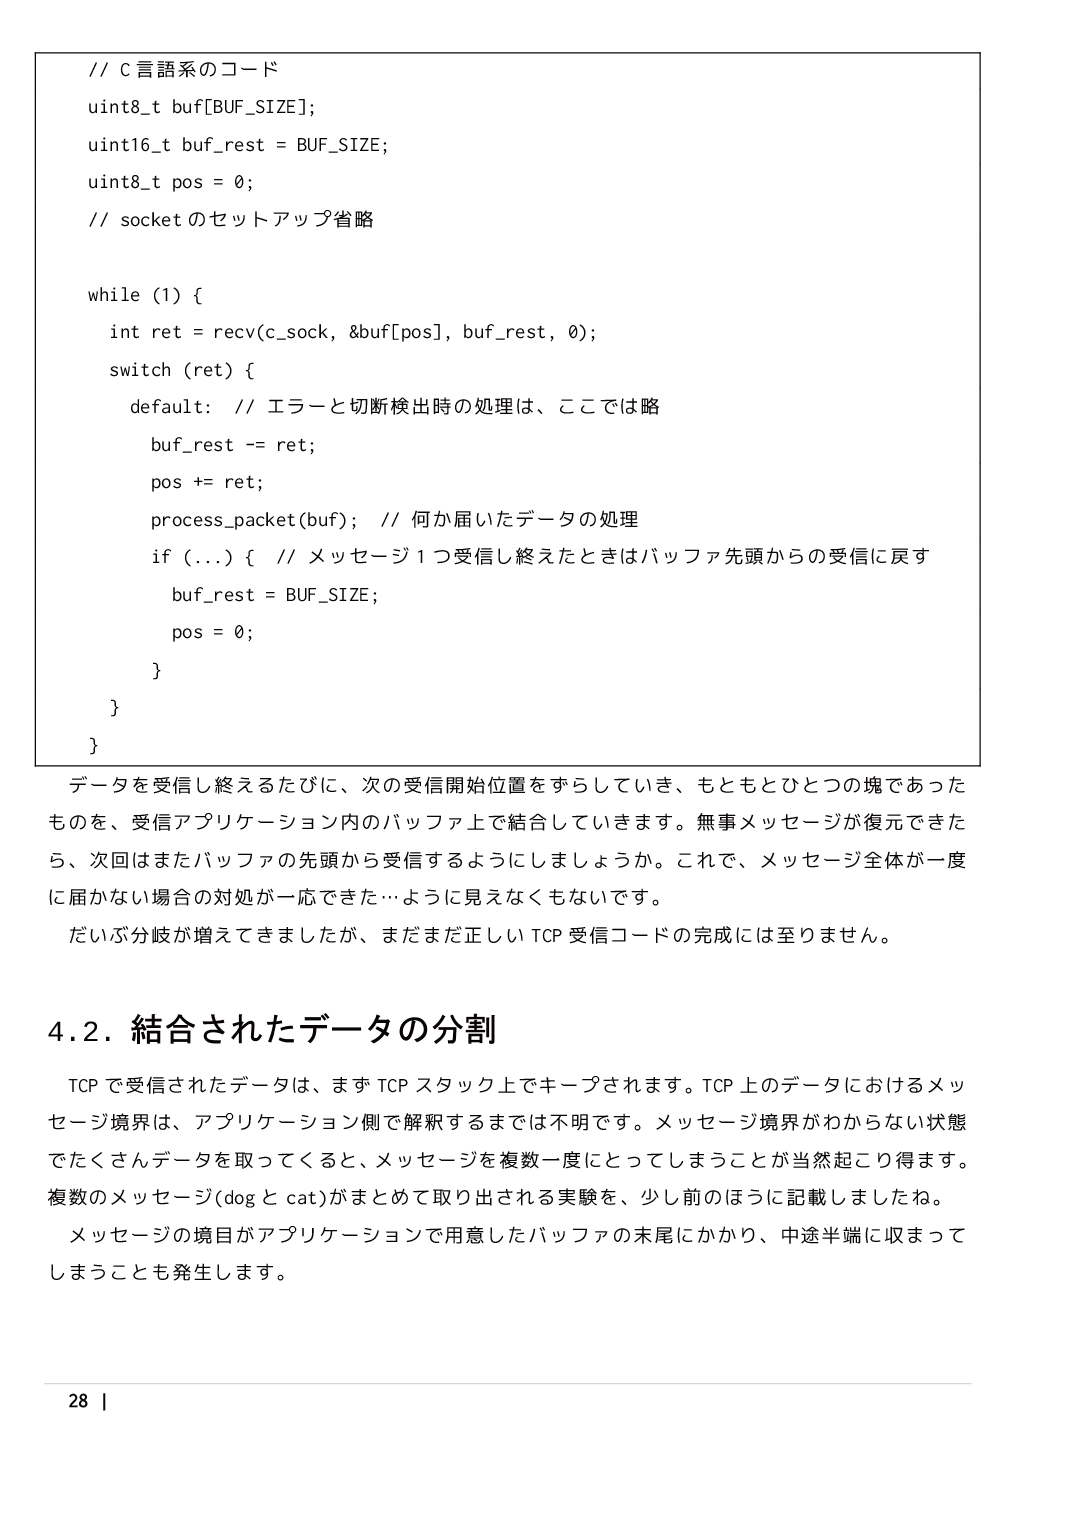 // C 言語系のコード
uint8_t buf[BUF_SIZE];
uint16_t buf_rest = BUF_SIZE;
uint8_t pos = 0;
// socket のセットアップ省略
while (1) {
  int ret = recv(c_sock, &buf[pos], buf_rest, 0);
  switch (ret) {
    default:  // エラーと切断検出時の処理は、ここでは略
      buf_rest -= ret;
      pos += ret;
      process_packet(buf);  // 何か届いたデータの処理
      if (...) {  // メッセージ 1 つ受信し終えたときはバッファ先頭からの受信に戻す
        buf_rest = BUF_SIZE;
        pos = 0;
      }
  }
}
データを受信し終えるたびに、次の受信開始位置をずらしていき、もともとひとつの塊であった
ものを、受信アプリケーション内のバッファ上で結合していきます。無事メッセージが復元できた
ら、次回はまたバッファの先頭から受信するようにしましょうか。これで、メッセージ全体が一度
に届かない場合の対処が一応できた…ように見えなくもないです。
だいぶ分岐が増えてきましたが、まだまだ正しい TCP 受信コードの完成には至りません。
4.2. 結合されたデータの分割
TCP で受信されたデータは、まず TCP スタック上でキープされます。TCP 上のデータにおけるメッ
セージ境界は、アプリケーション側で解釈するまでは不明です。メッセージ境界がわからない状態
でたくさんデータを取ってくると、メッセージを複数一度にとってしまうことが当然起こり得ます。
複数のメッセージ(dog と cat)がまとめて取り出される実験を、少し前のほうに記載しましたね。
メッセージの境目がアプリケーションで用意したバッファの末尾にかかり、中途半端に収まって
しまうことも発生します。
28 |